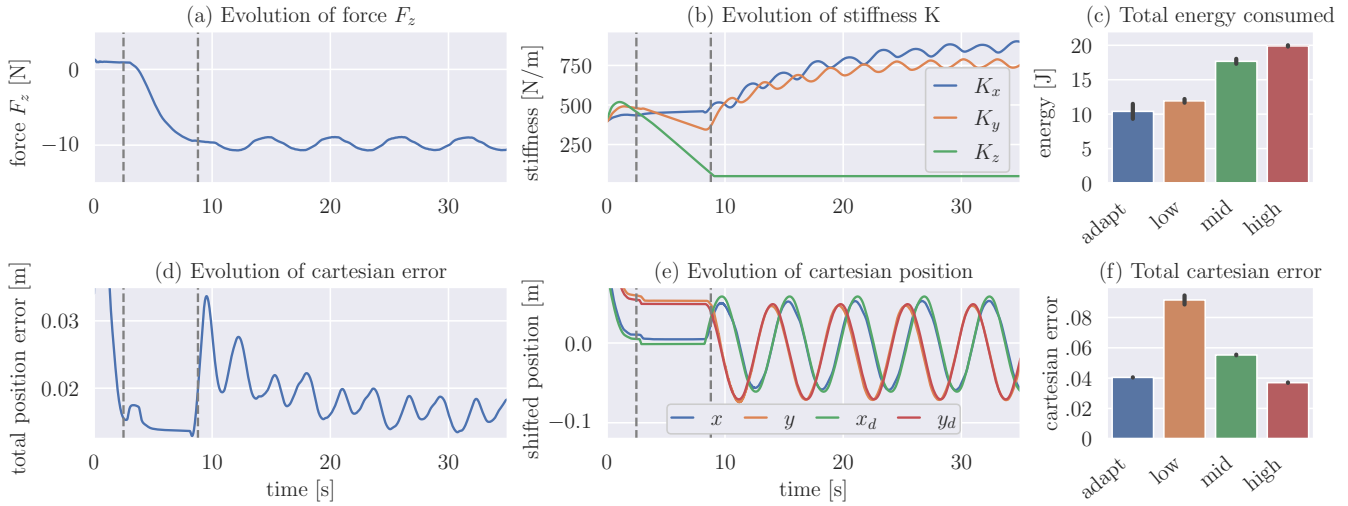 (a) Evolution of force F_z
force F_z [N]
0
−10
0
10
20
30
(b) Evolution of stiffness K
stiffness [N/m]
750
500
250
K_x
K_y
K_z
0
10
20
30
(c) Total energy consumed
energy [J]
20
15
10
5
0
adapt
low
mid
high
(d) Evolution of cartesian error
total position error [m]
0.03
0.02
0
10
20
30
time [s]
(e) Evolution of cartesian position
shifted position [m]
0.0
−0.1
x
y
x_d
y_d
0
10
20
30
time [s]
(f) Total cartesian error
cartesian error
.08
.06
.04
.02
0
adapt
low
mid
high